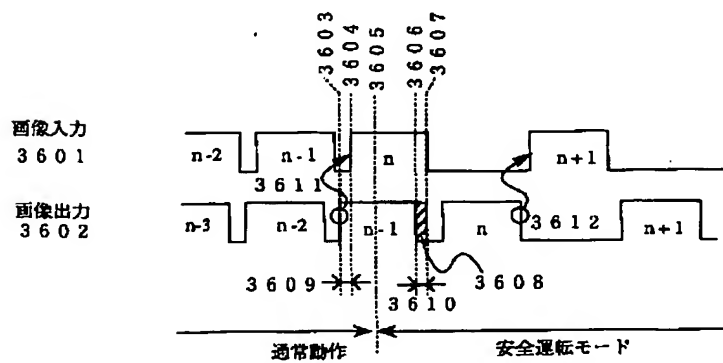 3603
3604
3605
3606
3607
画像入力
3601
n-2
n-1
n
n+1
3611
画像出力
3602
n-3
n-2
n-1
n
3612
n+1
3609
3610
3608
通常動作
安全運転モード